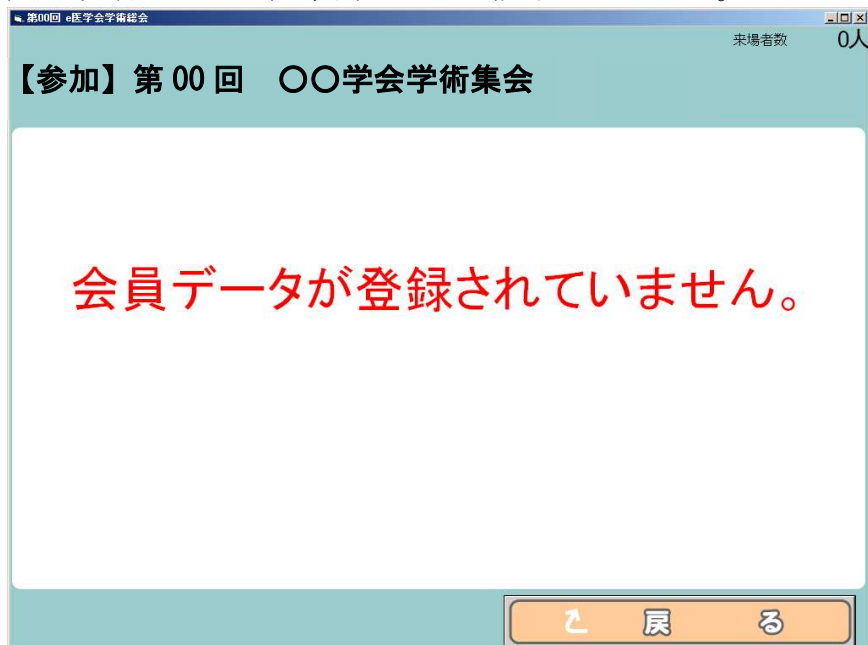 第00回 e医学会学術総会
来場者数 0人
【参加】第 00 回 〇〇学会学術集会
会員データが登録されていません。
戻 る